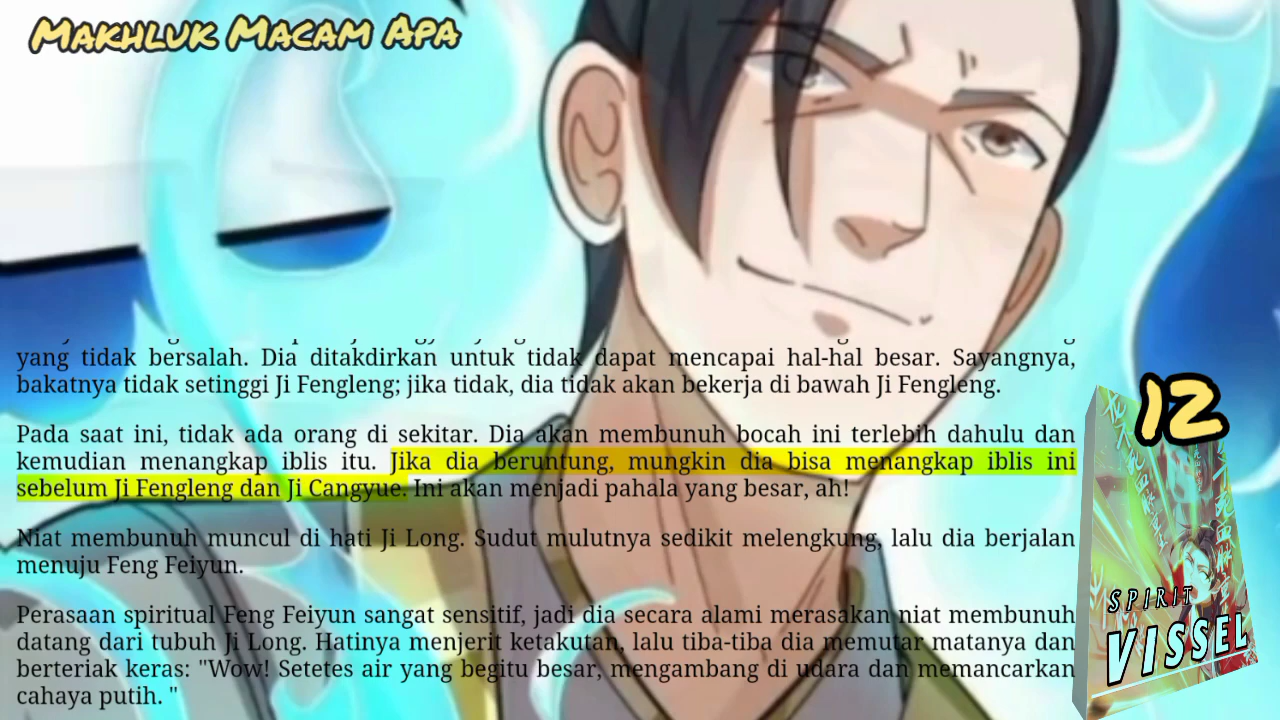 Makhluk Macam Apa
yang tidak bersalah. Dia ditakdirkan untuk tidak dapat mencapai hal-hal besar. Sayangnya,
bakatnya tidak setinggi Ji Fengleng; jika tidak, dia tidak akan bekerja di bawah Ji Fengleng.
Pada saat ini, tidak ada orang di sekitar. Dia akan membunuh bocah ini terlebih dahulu dan
kemudian menangkap iblis itu. Jika dia beruntung, mungkin dia bisa menangkap iblis ini
sebelum Ji Fengleng dan Ji Cangyue. Ini akan menjadi pahala yang besar, ah!
Niat membunuh muncul di hati Ji Long. Sudut mulutnya sedikit melengkung, lalu dia berjalan
menuju Feng Feiyun.
Perasaan spiritual Feng Feiyun sangat sensitif, jadi dia secara alami merasakan niat membunuh
datang dari tubuh Ji Long. Hatinya menjerit ketakutan, lalu tiba-tiba dia memutar matanya dan
berteriak keras: "Wow! Setetes air yang begitu besar, mengambang di udara dan memancarkan
cahaya putih. "
12
SPIRIT
VISSEL